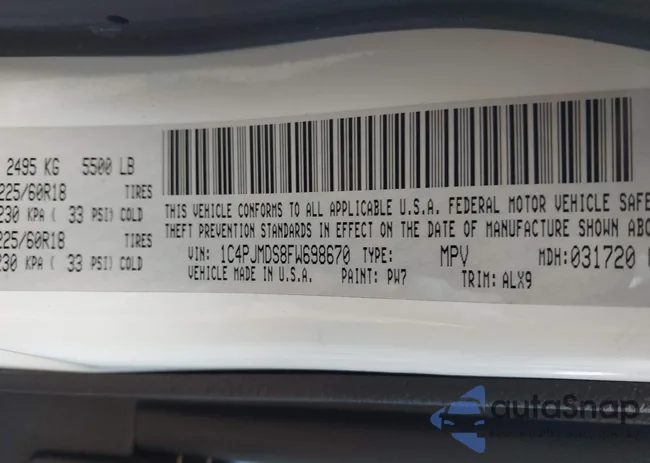 2495 KG 5500 LB
225/60R18 TIRES
230 KPA ( 33 PSI) COLD
225/60R18 TIRES
230 KPA ( 33 PSI) COLD
THIS VEHICLE CONFORMS TO ALL APPLICABLE U.S.A. FEDERAL MOTOR VEHICLE SAFE
THEFT PREVENTION STANDARDS IN EFFECT ON THE DATE OF MANUFACTURE SHOWN ABO
VIN: 1C4PJMDS8FW698670 TYPE: MPV MDH: 031720
VEHICLE MADE IN U.S.A. PAINT: PW7 TRIM: ALX9
autoSnap